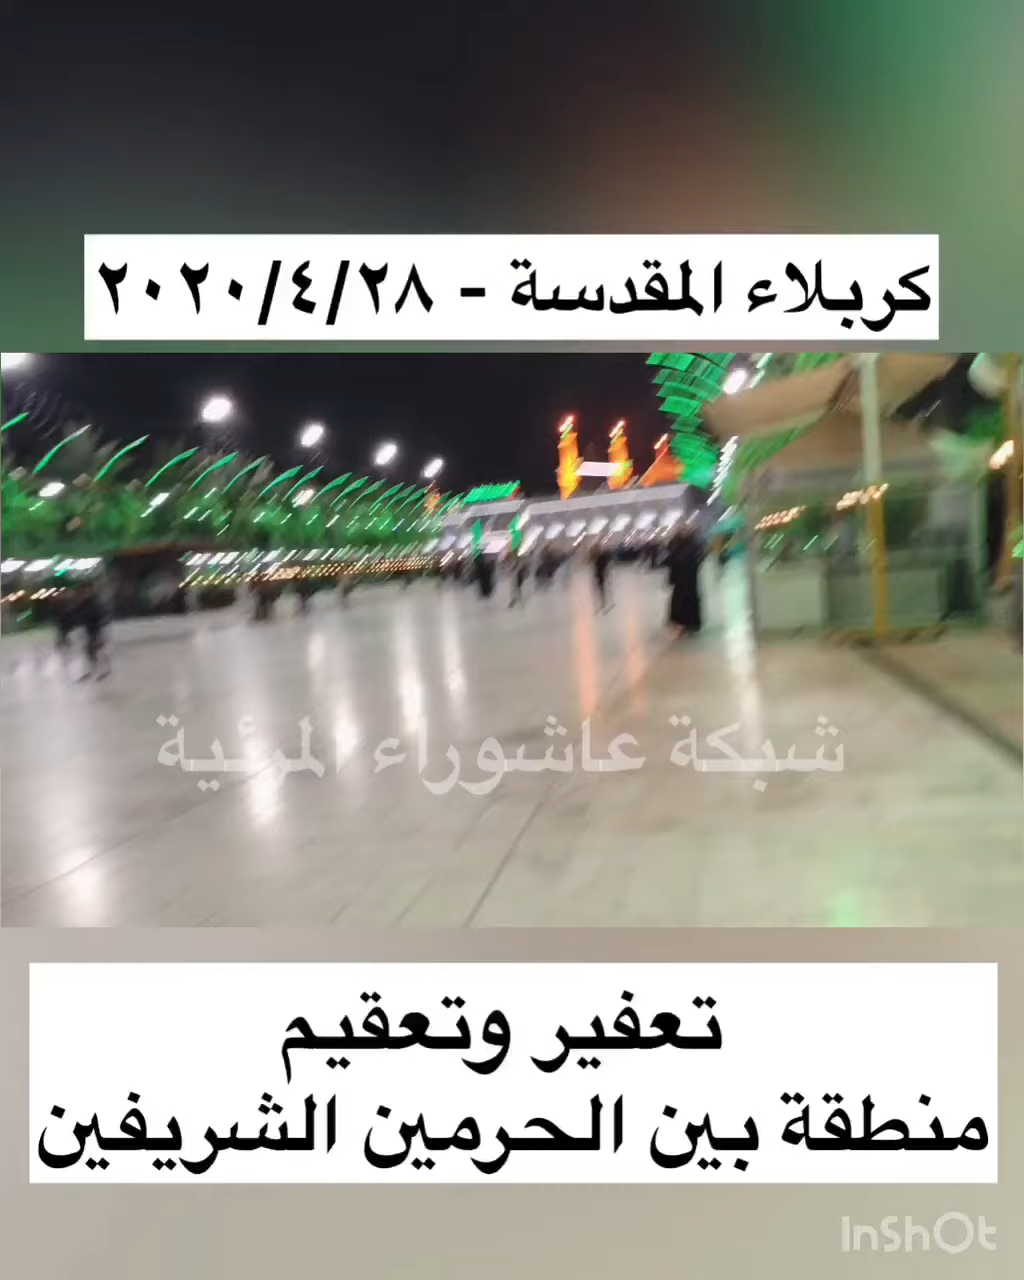 كربلاء المقدسة - ٢٠٢٠/٤/٢٨
شبكة عاشوراء المرئية
تعفير وتعقيم
منطقة بين الحرمين الشريفين
InShOt